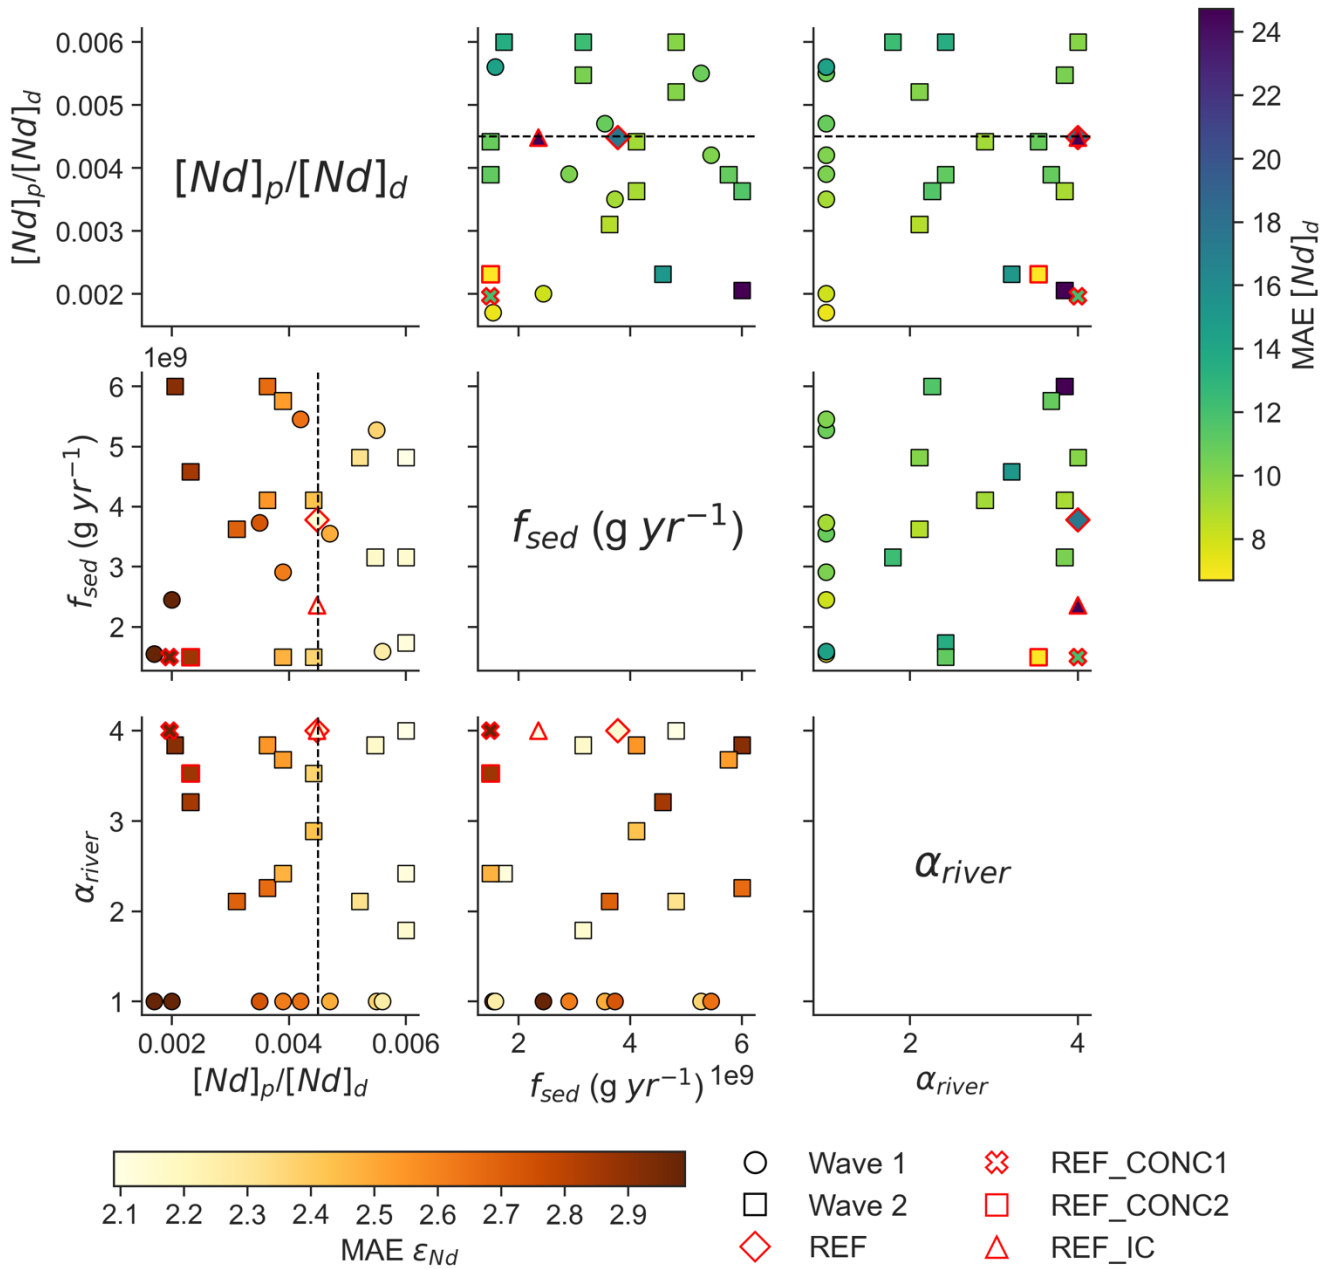 0.006
0.005
0.004
0.003
0.002
[Nd]p/[Nd]d
[Nd]p/[Nd]d
24
22
20
18
16
14
12
10
8
MAE [Nd]d
1e9
6
5
4
3
2
fsed (g yr−1)
fsed (g yr−1)
4
3
2
1
αriver
αriver
0.002 0.004 0.006
[Nd]p/[Nd]d
2 4 6
fsed (g yr−1) 1e9
2 4
αriver
2.1 2.2 2.3 2.4 2.5 2.6 2.7 2.8 2.9
MAE εNd
Wave 1 REF_CONC1
Wave 2 REF_CONC2
REF REF_IC